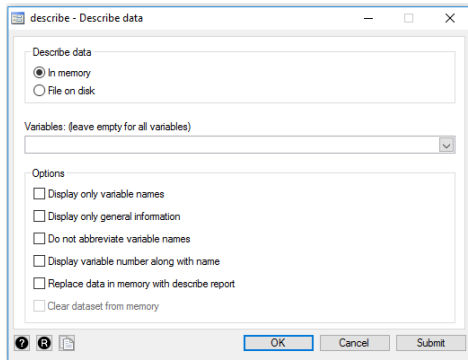 describe - Describe data
Describe data
In memory
File on disk
Variables: (leave empty for all variables)
Options
Display only variable names
Display only general information
Do not abbreviate variable names
Display variable number along with name
Replace data in memory with describe report
Clear dataset from memory
? R OK Cancel Submit